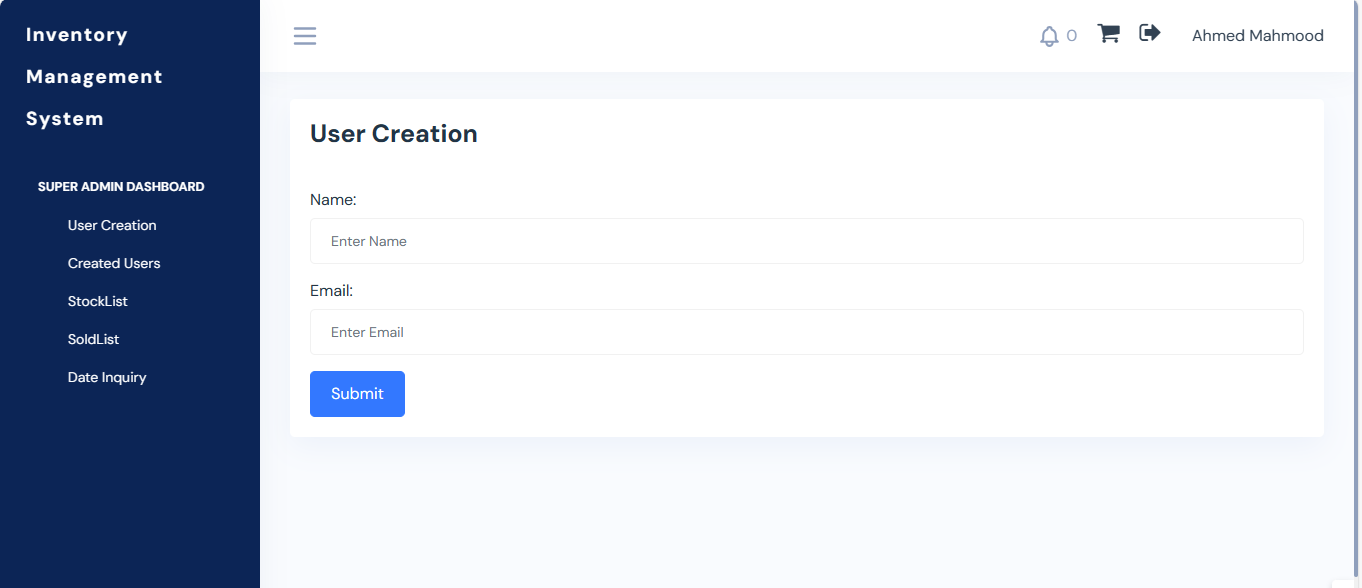 Inventory
Management
System
SUPER ADMIN DASHBOARD
User Creation
Created Users
StockList
SoldList
Date Inquiry
0
Ahmed Mahmood
User Creation
Name:
Enter Name
Email:
Enter Email
Submit